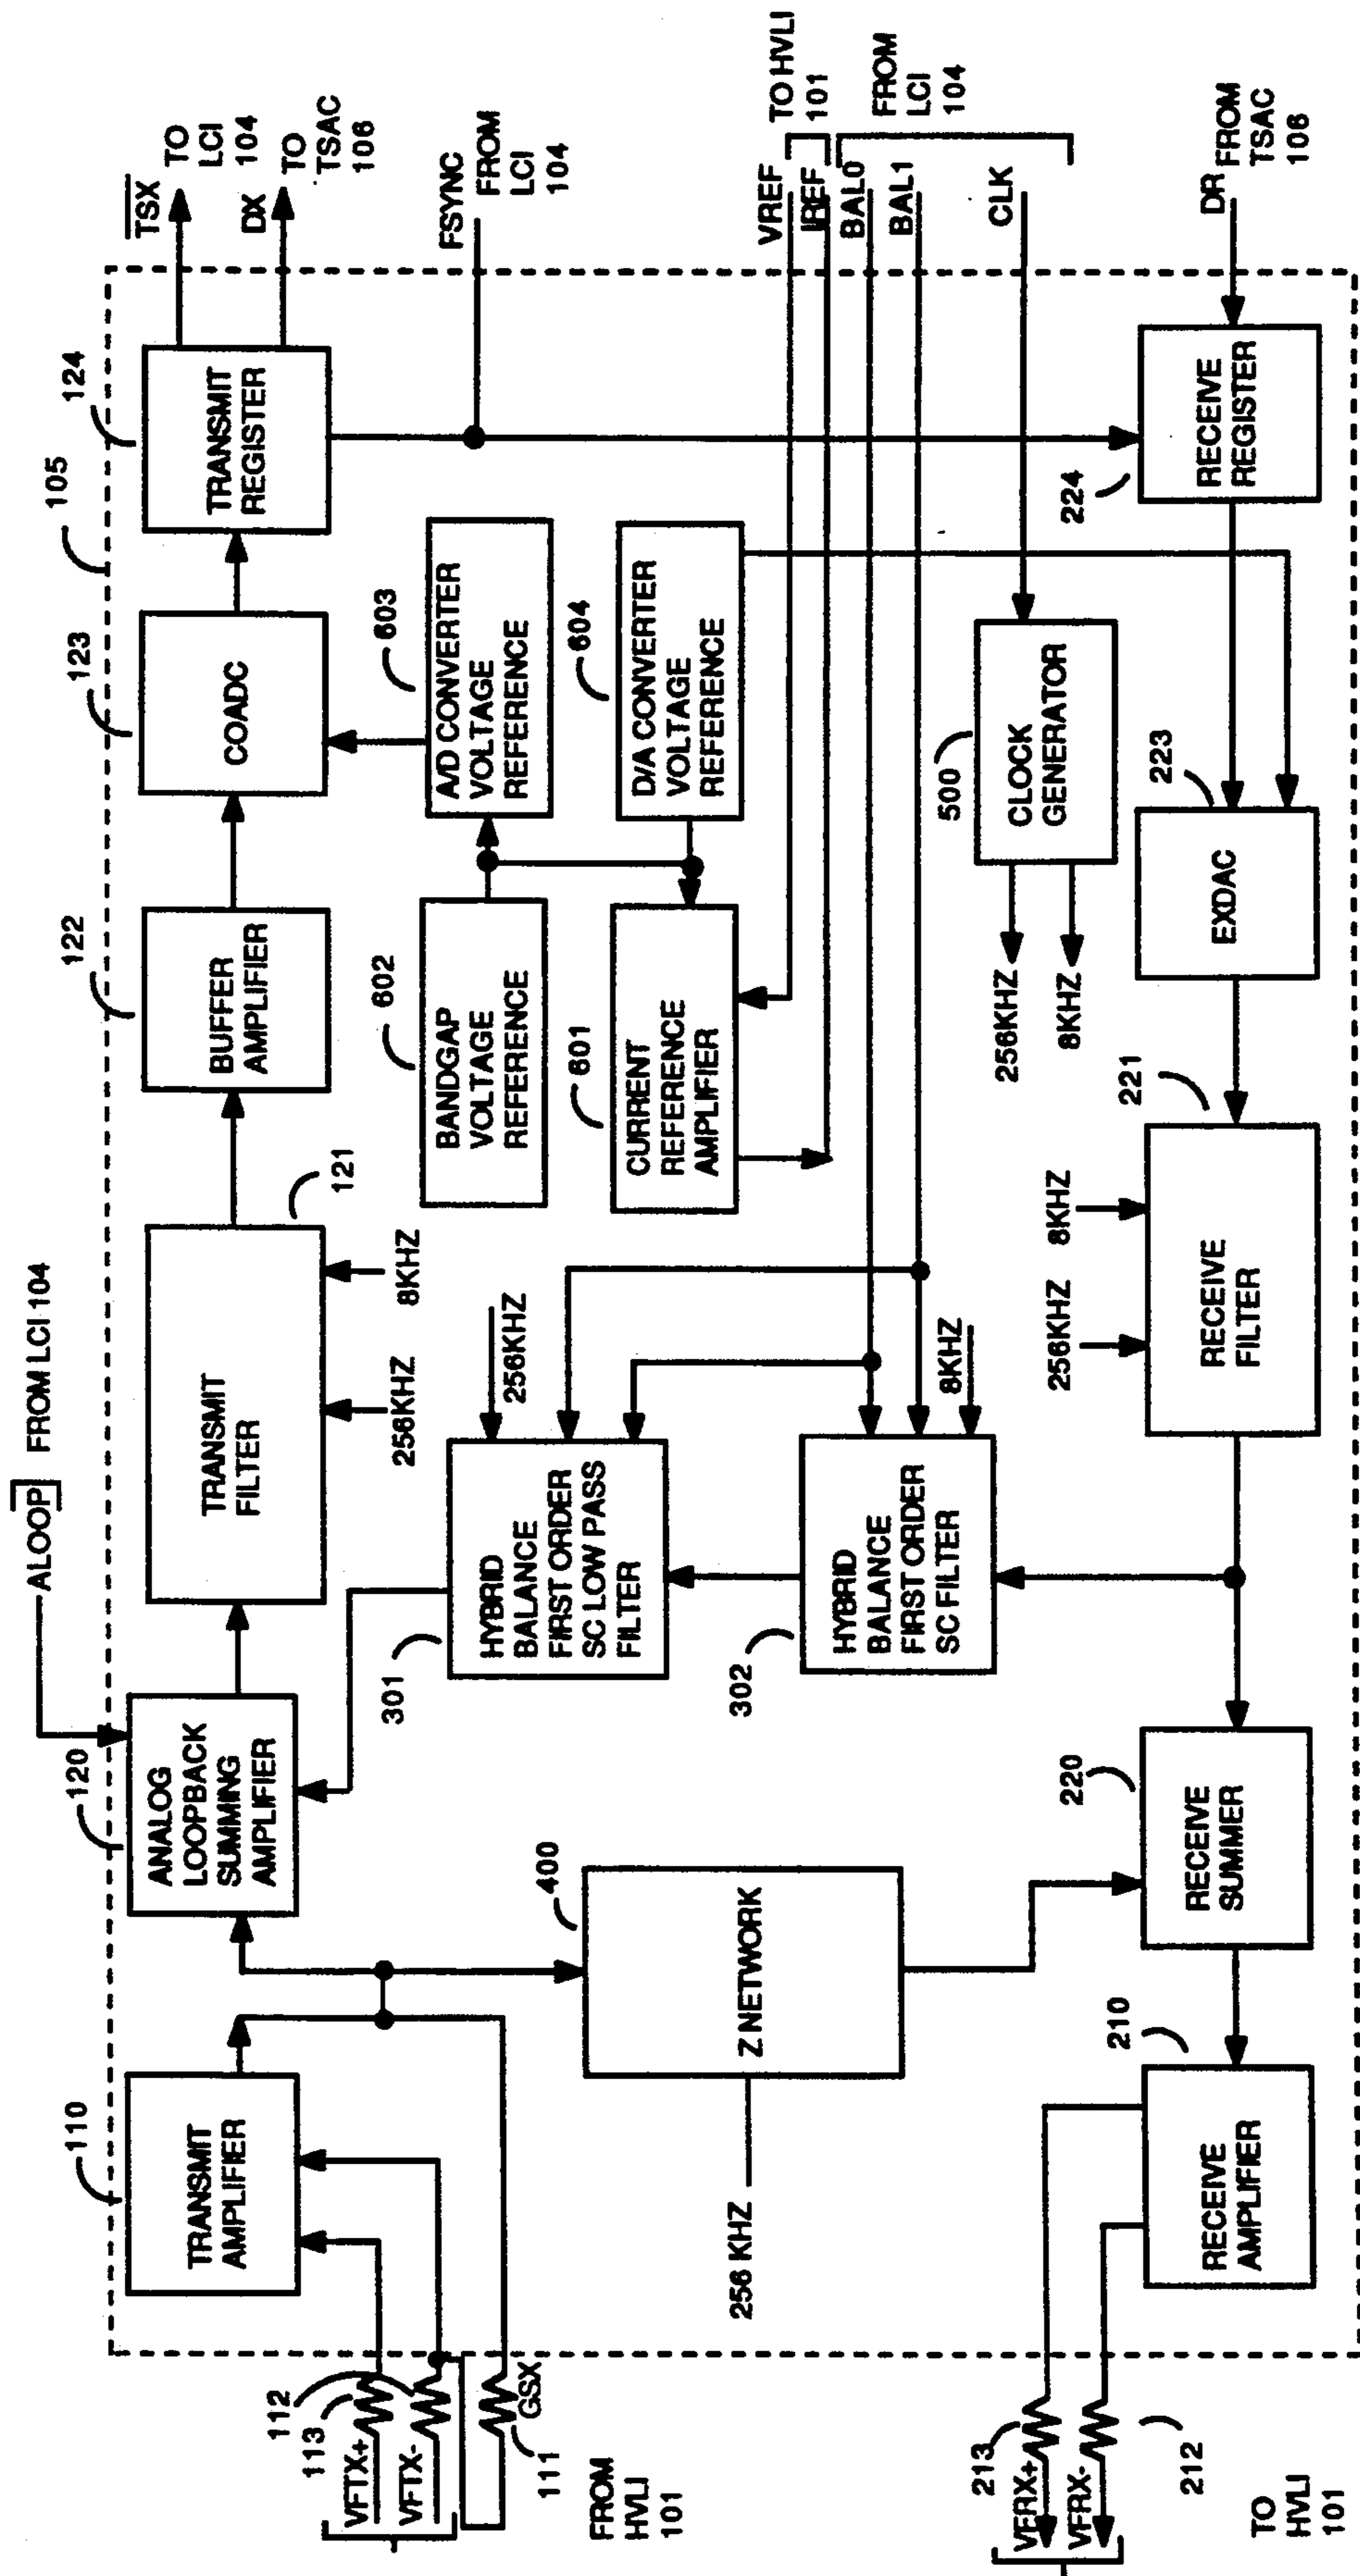 ALOOP FROM LCI 104
105
110
TRANSMIT
AMPLIFIER
120
ANALOG
LOOPBACK
SUMMING
AMPLIFIER
TRANSMIT
FILTER
121
256KHZ
8KHZ
122
BUFFER
AMPLIFIER
123
COADC
124
TRANSMIT
REGISTER
TSX
TO
LCI
104
DX
TO
TSAC
106
FSYNC
FROM
LCI
104
113
112
VFTX+
VFTX-
GSX
111
FROM
HVLI
101
400
Z NETWORK
256 KHZ
301
HYBRID
BALANCE
FIRST ORDER
SC LOW PASS
FILTER
256KHZ
302
HYBRID
BALANCE
FIRST ORDER
SC FILTER
8KHZ
602
BANDGAP
VOLTAGE
REFERENCE
601
CURRENT
REFERENCE
AMPLIFIER
603
A/D CONVERTER
VOLTAGE
REFERENCE
604
D/A CONVERTER
VOLTAGE
REFERENCE
VREF
IREF
TO HVLI
101
BAL0
BAL1
CLK
FROM
LCI
104
500
CLOCK
GENERATOR
256KHZ
8KHZ
213
VFRX+
VFRX-
212
TO
HVLI
101
210
RECEIVE
AMPLIFIER
220
RECEIVE
SUMMER
256KHZ
8KHZ
221
RECEIVE
FILTER
223
EXDAC
224
RECEIVE
REGISTER
DR
FROM
TSAC
106